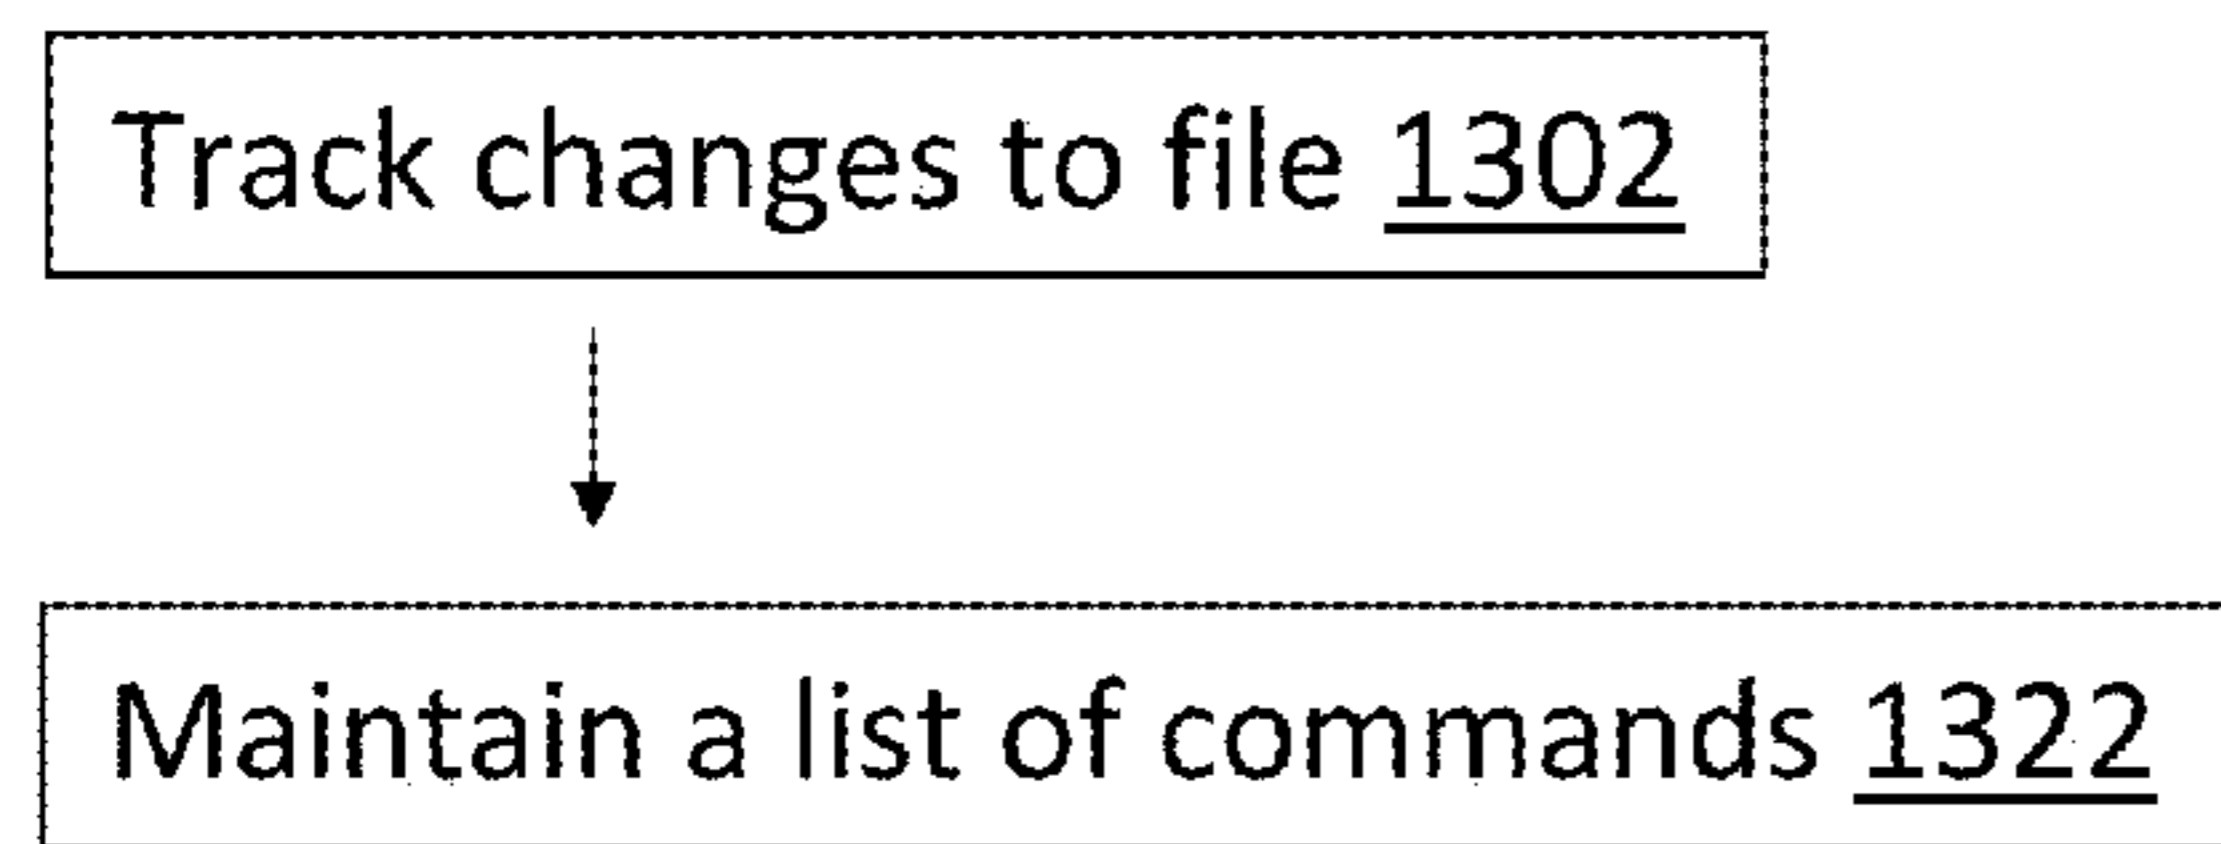 Track changes to file 1302
Maintain a list of commands 1322